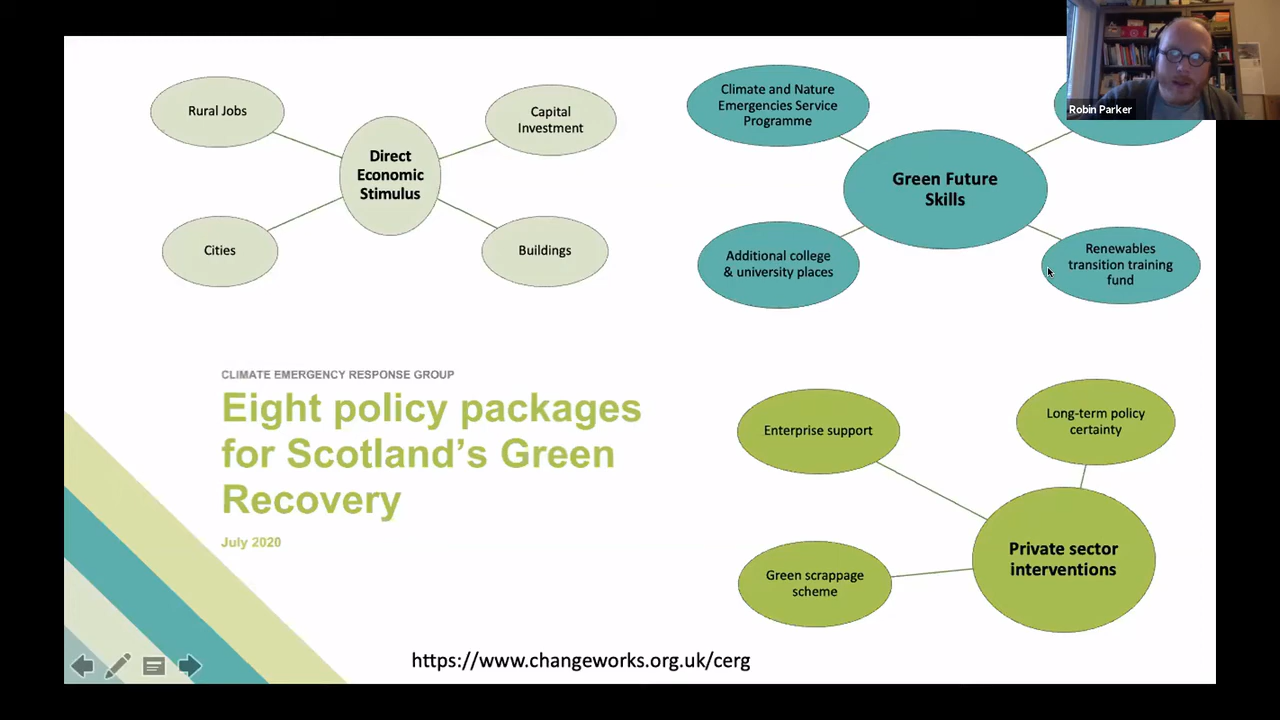 Rural Jobs
Capital
Investment
Direct
Economic
Stimulus
Cities
Buildings
Climate and Nature
Emergencies Service
Programme
Robin Parker
Green Future
Skills
Additional college
& university places
Renewables
transition training
fund
CLIMATE EMERGENCY RESPONSE GROUP
Eight policy packages
for Scotland’s Green
Recovery
July 2020
Enterprise support
Long-term policy
certainty
Private sector
interventions
Green scrappage
scheme
https://www.changeworks.org.uk/cerg